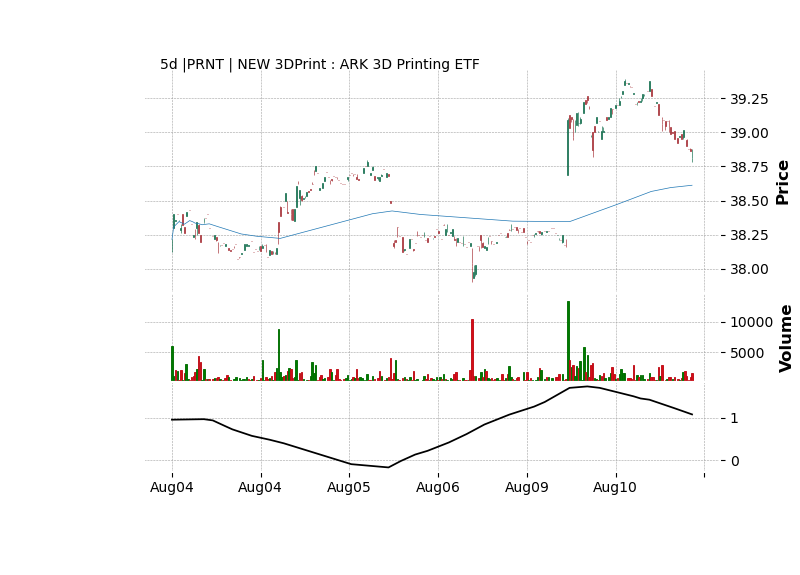 5d |PRNT | NEW 3DPrint : ARK 3D Printing ETF
39.25
39.00
38.75
38.50
38.25
38.00
Price
10000
5000
Volume
1
0
Aug04 Aug04 Aug05 Aug06 Aug09 Aug10